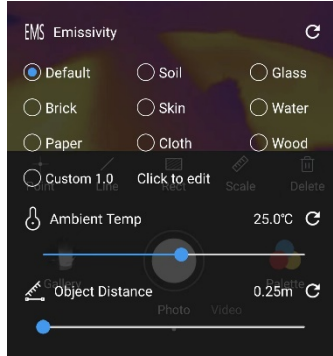 EMS Emissivity
Default Soil Glass
Brick Skin Water
Paper Cloth Wood
Custom 1.0 Click to edit
Point Line Rect Scale Delete
Ambient Temp 25.0℃
Gallery Palette
Object Distance 0.25m
Photo Video